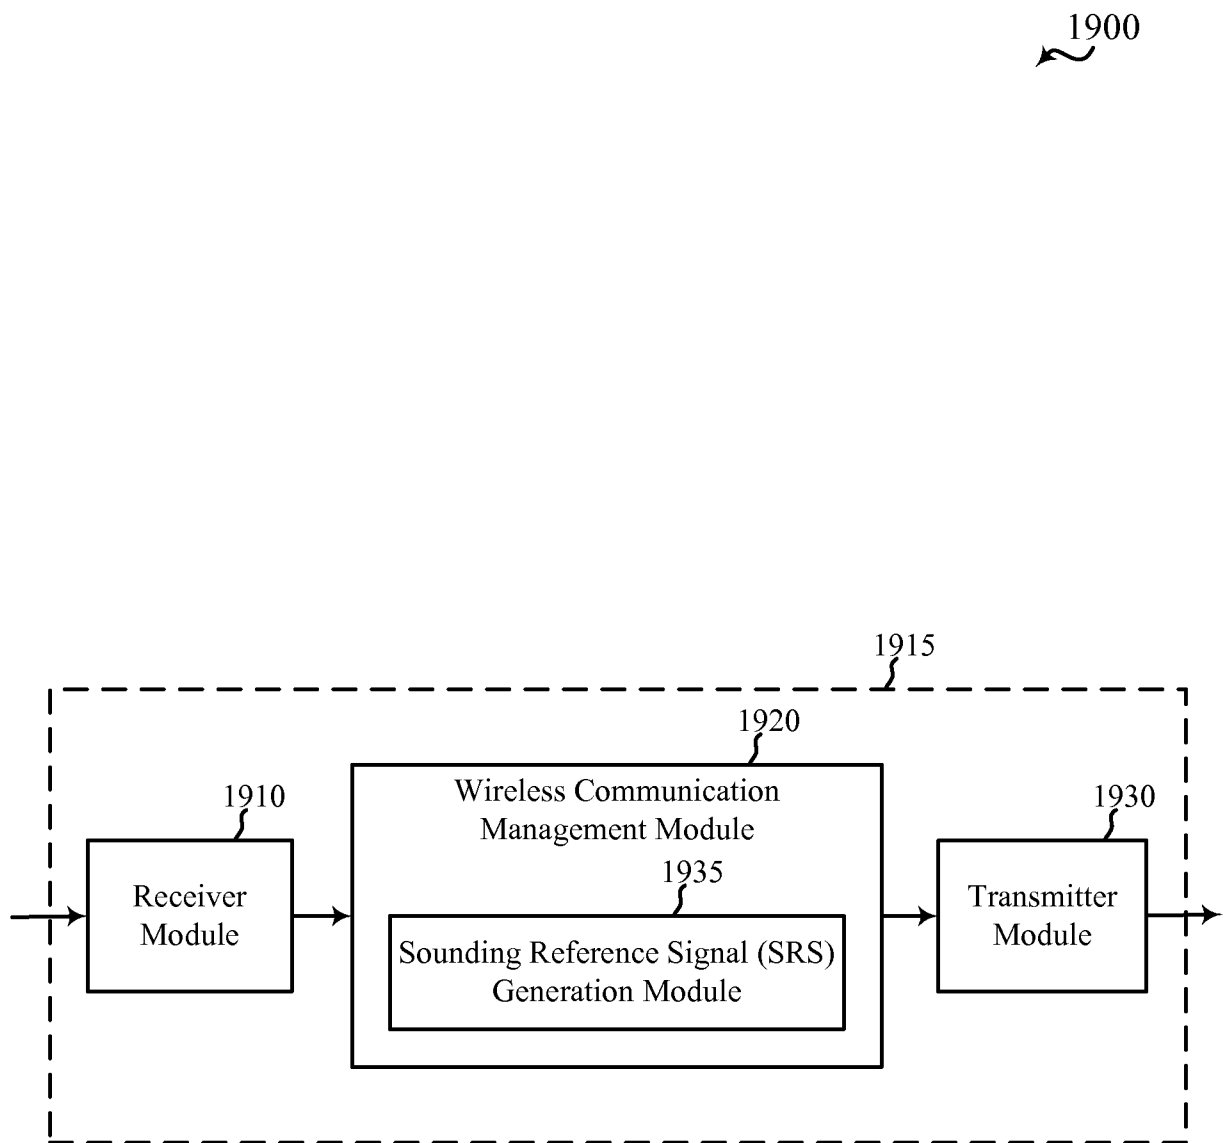 1900
1915
1920
Wireless Communication
Management Module
1910
Receiver
Module
1935
Sounding Reference Signal (SRS)
Generation Module
1930
Transmitter
Module